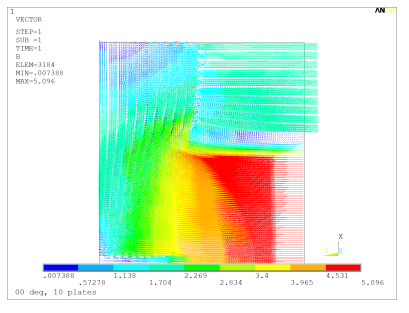 1
VECTOR
STEP=1
SUB =1
TIME=1
B
ELEM=3184
MIN=.007388
MAX=5.096
AN
X
.007388 1.138 2.269 3.4 4.531
.57278 1.704 2.834 3.965 5.096
00 deg, 10 plates